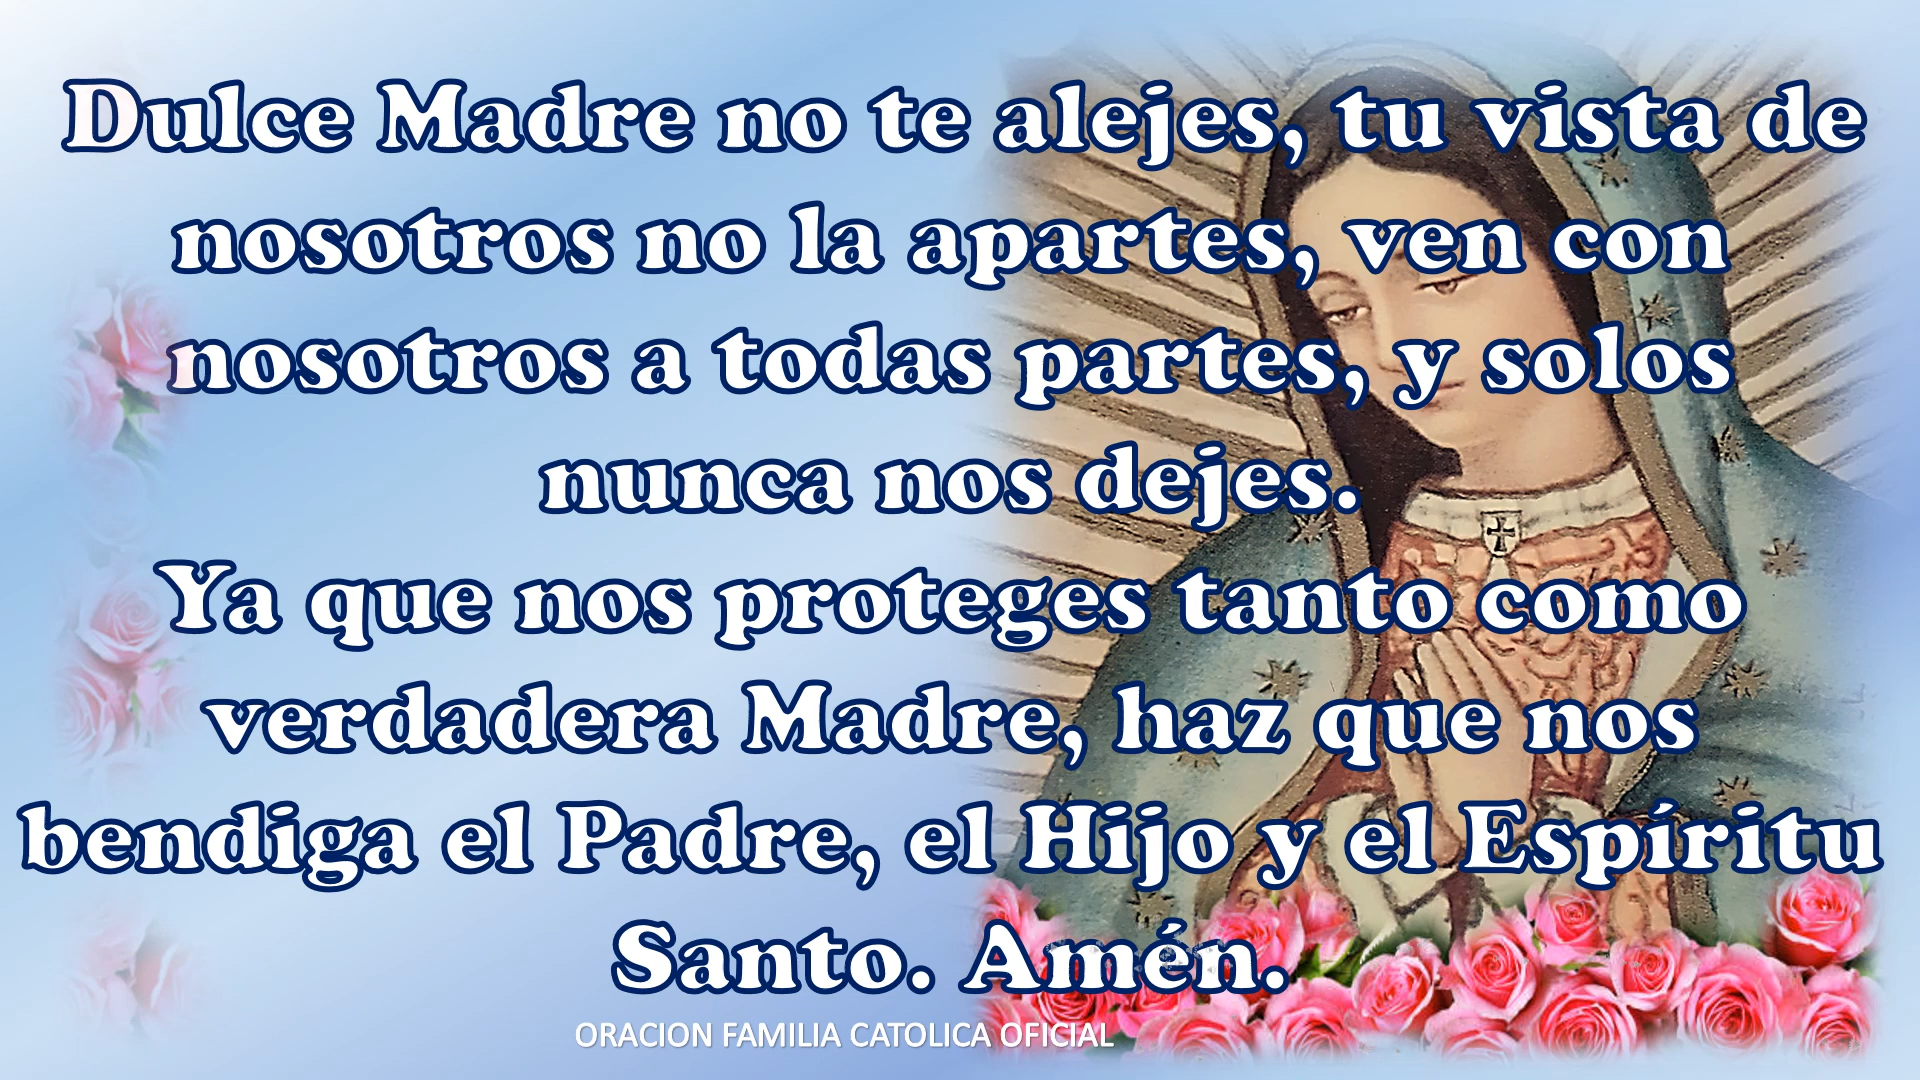 Dulce Madre no te alejes, tu vista de
nosotros no la apartes, ven con
nosotros a todas partes, y solos
nunca nos dejes.
Ya que nos proteges tanto como
verdadera Madre, haz que nos
bendiga el Padre, el Hijo y el Espíritu
Santo. Amén.
ORACION FAMILIA CATOLICA OFICIAL